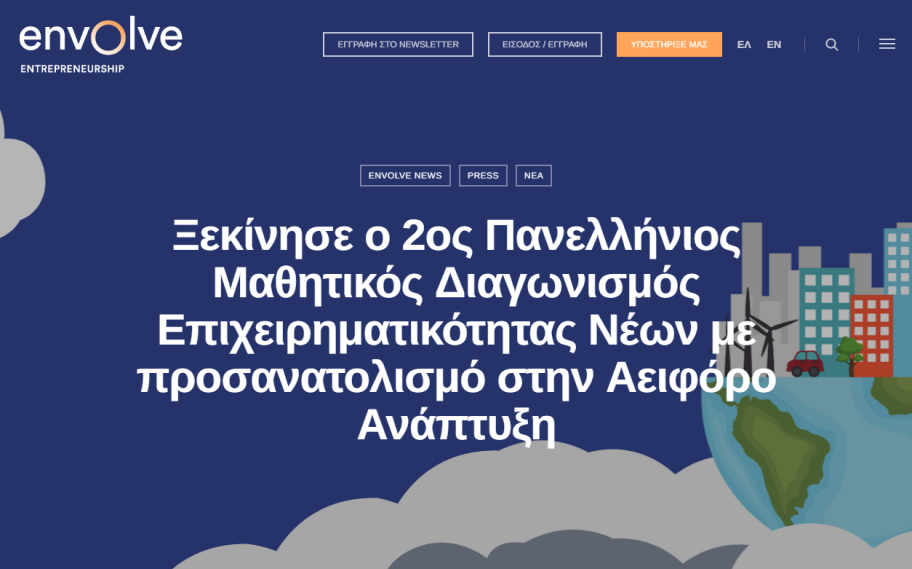 envolve
ENTREPRENEURSHIP
ΕΓΓΡΑΦΗ ΣΤΟ NEWSLETTER
ΕΙΣΟΔΟΣ / ΕΓΓΡΑΦΗ
ΥΠΟΣΤΗΡΙΞΕ ΜΑΣ
ΕΛ
EN
ENVOLVE NEWS
PRESS
ΝΕΑ
Ξεκίνησε ο 2ος Πανελλήνιος
Μαθητικός Διαγωνισμός
Επιχειρηματικότητας Νέων με
προσανατολισμό στην Αειφόρο
Ανάπτυξη